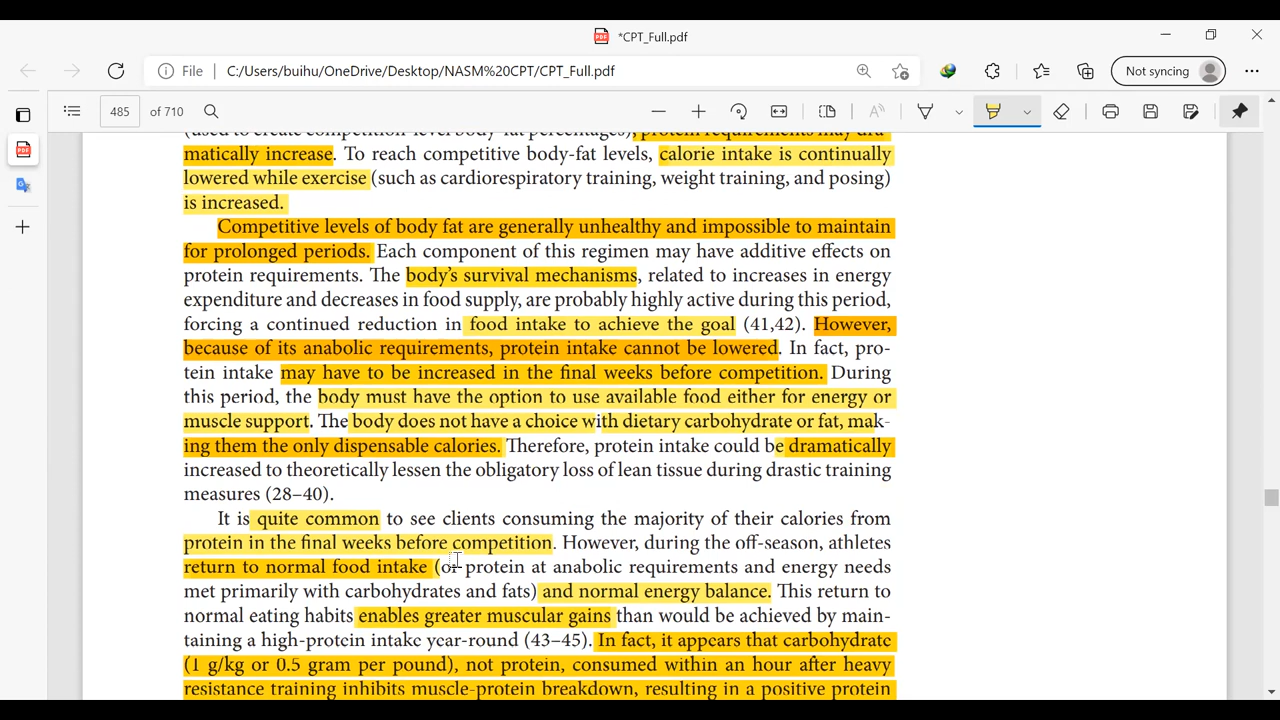 *CPT_Full.pdf
File | C:/Users/buihu/OneDrive/Desktop/NASM%20CPT/CPT_Full.pdf
Not syncing
485 of 710
(used to create competition-level body-fat percentages), protein requirements may dra-
matically increase. To reach competitive body-fat levels, calorie intake is continually
lowered while exercise (such as cardiorespiratory training, weight training, and posing)
is increased.
Competitive levels of body fat are generally unhealthy and impossible to maintain
for prolonged periods. Each component of this regimen may have additive effects on
protein requirements. The body's survival mechanisms, related to increases in energy
expenditure and decreases in food supply, are probably highly active during this period,
forcing a continued reduction in food intake to achieve the goal (41,42). However,
because of its anabolic requirements, protein intake cannot be lowered. In fact, pro-
tein intake may have to be increased in the final weeks before competition. During
this period, the body must have the option to use available food either for energy or
muscle support. The body does not have a choice with dietary carbohydrate or fat, mak-
ing them the only dispensable calories. Therefore, protein intake could be dramatically
increased to theoretically lessen the obligatory loss of lean tissue during drastic training
measures (28–40).
It is quite common to see clients consuming the majority of their calories from
protein in the final weeks before competition. However, during the off-season, athletes
return to normal food intake (or protein at anabolic requirements and energy needs
met primarily with carbohydrates and fats) and normal energy balance. This return to
normal eating habits enables greater muscular gains than would be achieved by main-
taining a high-protein intake year-round (43–45). In fact, it appears that carbohydrate
(1 g/kg or 0.5 gram per pound), not protein, consumed within an hour after heavy
resistance training inhibits muscle-protein breakdown, resulting in a positive protein